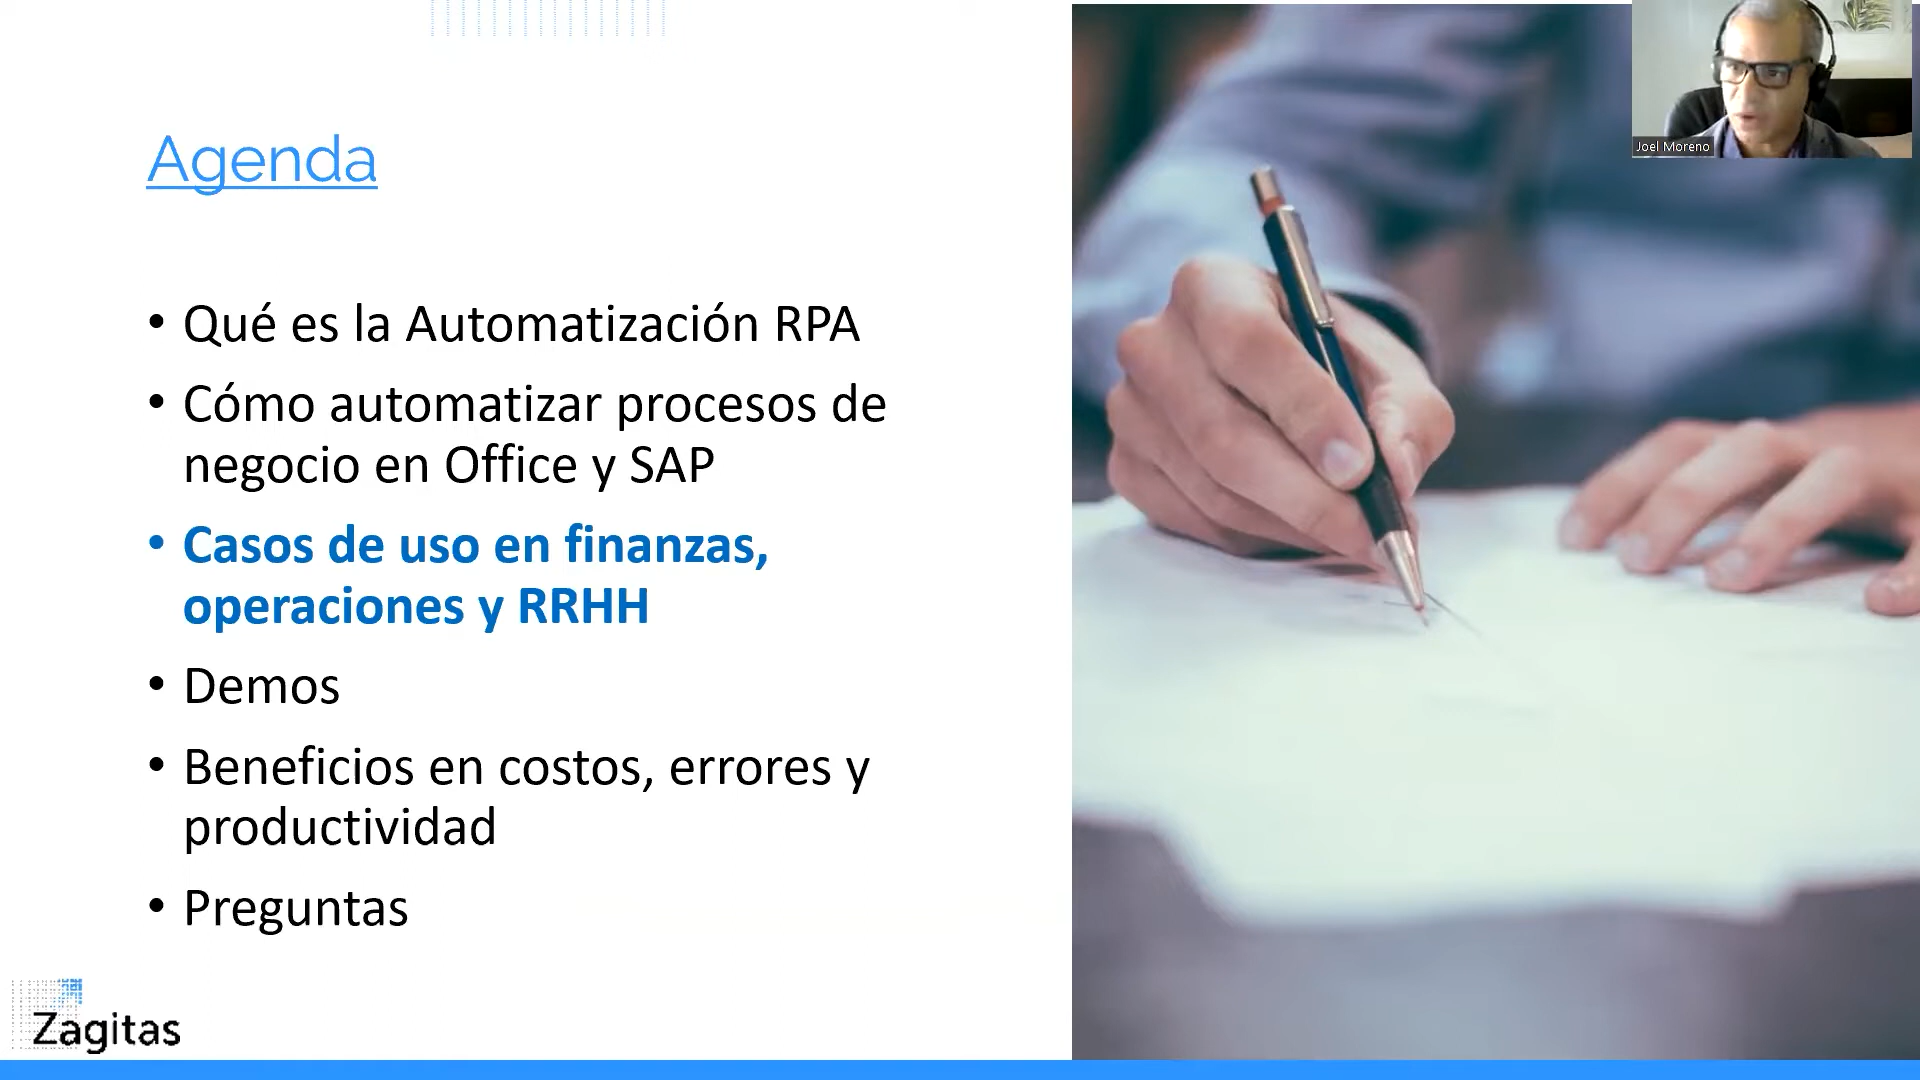 Agenda
• Qué es la Automatización RPA
• Cómo automatizar procesos de
negocio en Office y SAP
• Casos de uso en finanzas,
operaciones y RRHH
• Demos
• Beneficios en costos, errores y
productividad
• Preguntas
Zagitas
Joel Moreno